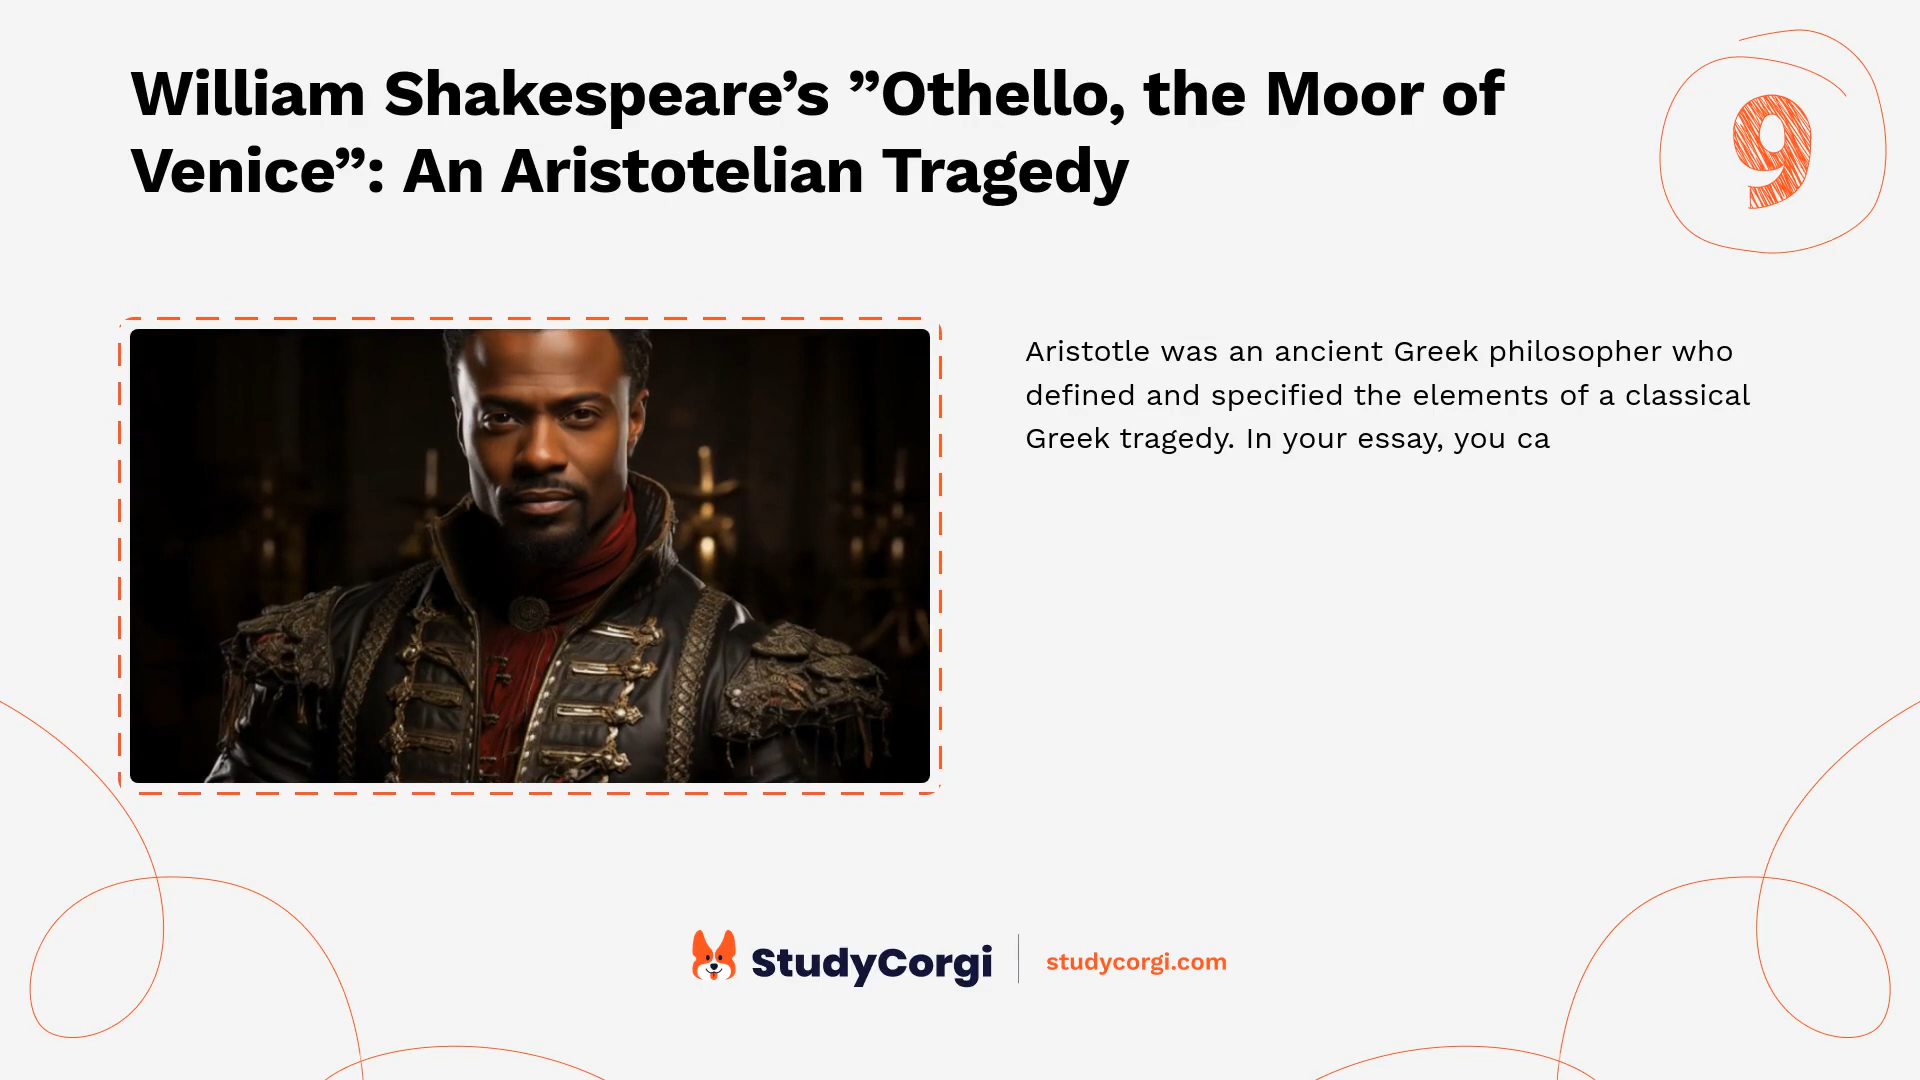 William Shakespeare’s ”Othello, the Moor of
Venice”: An Aristotelian Tragedy
9
Aristotle was an ancient Greek philosopher who
defined and specified the elements of a classical
Greek tragedy. In your essay, you ca
StudyCorgi
studycorgi.com